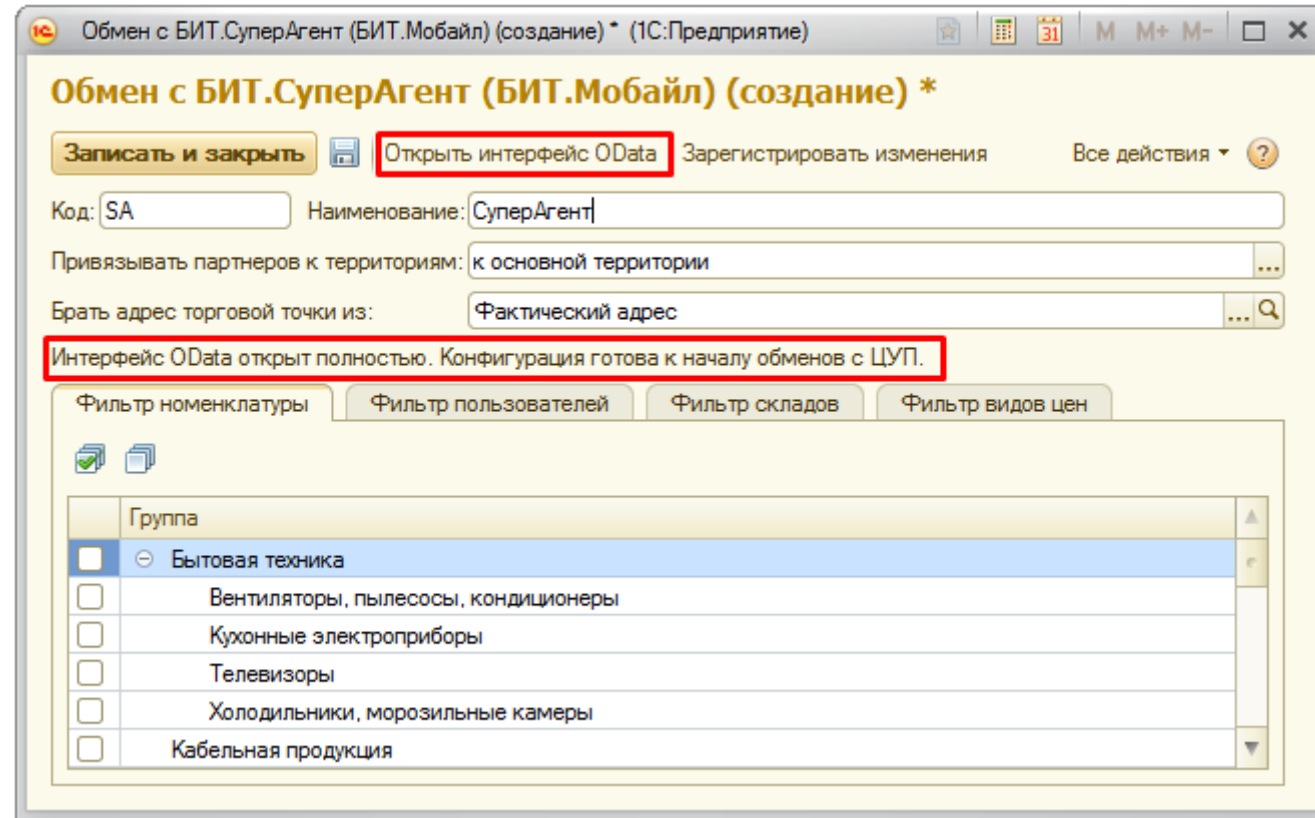 1С Обмен с БИТ.СуперАгент (БИТ.Мобайл) (создание) * (1С:Предприятие) 31 M M+ M-
Обмен с БИТ.СуперАгент (БИТ.Мобайл) (создание) *
Записать и закрыть Открыть интерфейс OData Зарегистрировать изменения Все действия ?
Код: SA Наименование: СуперАгент
Привязывать партнеров к территориям: к основной территории ...
Брать адрес торговой точки из: Фактический адрес ...
Интерфейс OData открыт полностью. Конфигурация готова к началу обменов с ЦУП.
Фильтр номенклатуры Фильтр пользователей Фильтр складов Фильтр видов цен
Группа
Бытовая техника
Вентиляторы, пылесосы, кондиционеры
Кухонные электроприборы
Телевизоры
Холодильники, морозильные камеры
Кабельная продукция